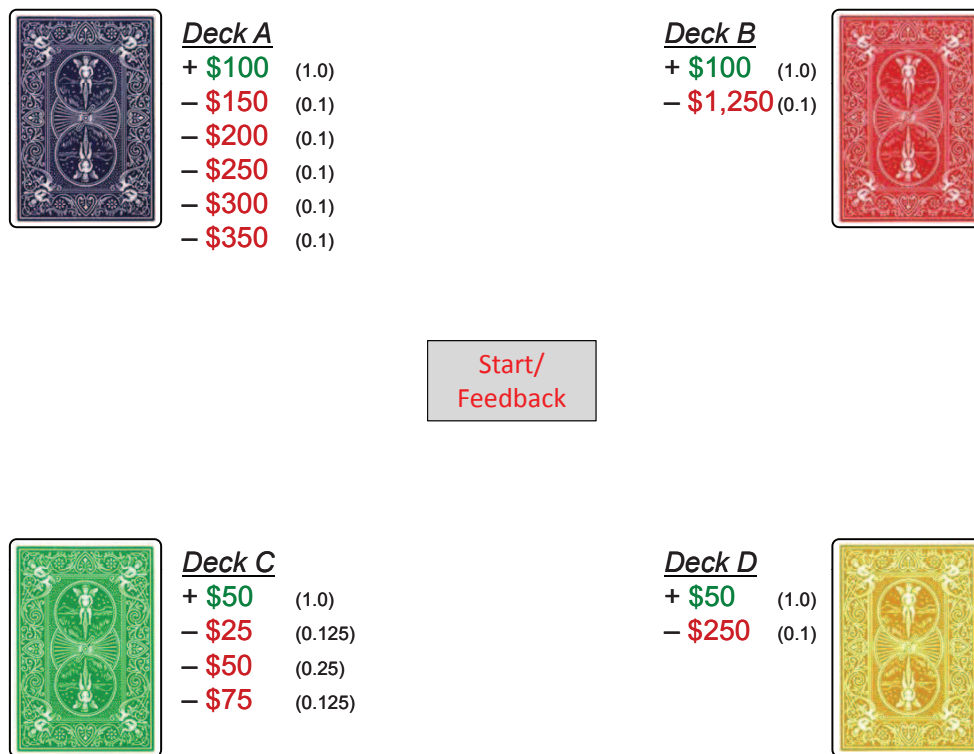 Deck A
+ $100 (1.0)
– $150 (0.1)
– $200 (0.1)
– $250 (0.1)
– $300 (0.1)
– $350 (0.1)
Deck B
+ $100 (1.0)
– $1,250 (0.1)
Start/
Feedback
Deck C
+ $50 (1.0)
– $25 (0.125)
– $50 (0.25)
– $75 (0.125)
Deck D
+ $50 (1.0)
– $250 (0.1)